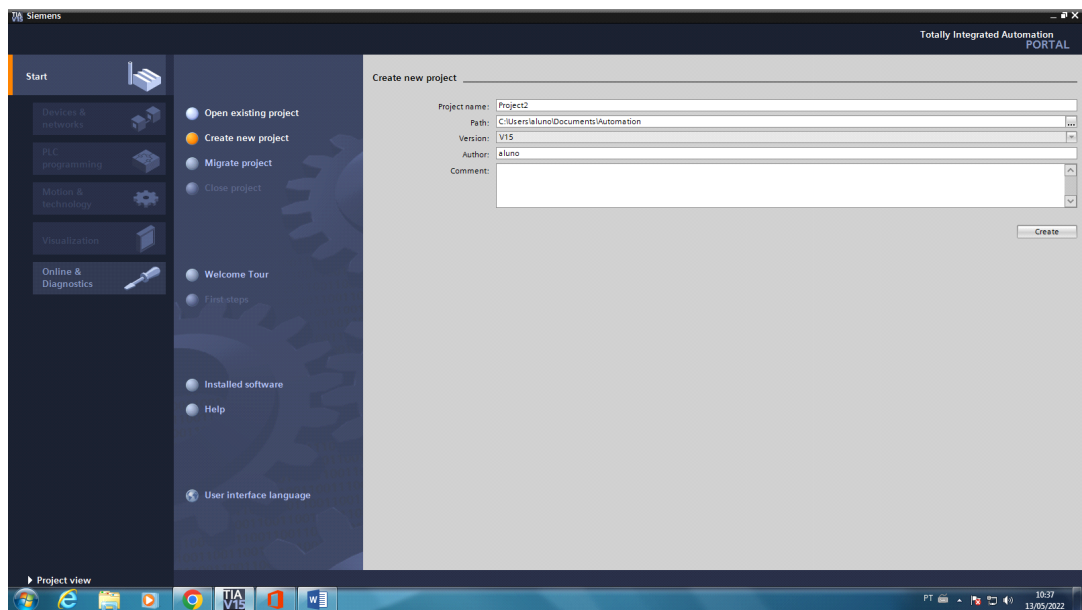 Siemens
Totally Integrated Automation
PORTAL
Start
Devices &
networks
PLC
programming
Motion &
technology
Visualization
Online &
Diagnostics
Open existing project
Create new project
Migrate project
Close project
Welcome Tour
First steps
Installed software
Help
User interface language
Create new project
Project name: Project2
Path: C:\Users\aluno\Documents\Automation
...
Version: V15
Author: aluno
Comment:
Create
Project view
TIA
V15
PT
10:37
13/05/2022